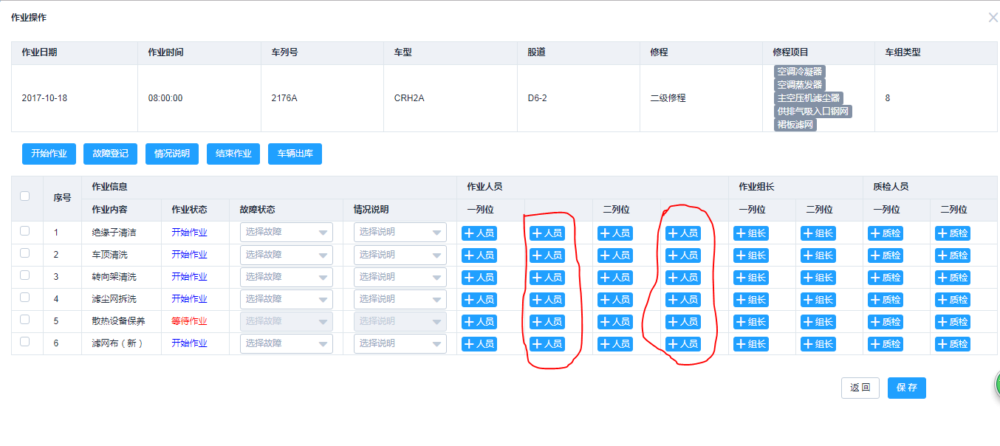 作业操作
作业日期 作业时间 车列号 车型 股道 修程 修程项目 车组类型
2017-10-18 08:00:00 2176A CRH2A D6-2 二级修程 空调冷凝器 8
空调蒸发器
主空压机滤尘器
供排气吸入口钢网
裙板滤网
开始作业 故障登记 情况说明 结束作业 车辆出库
序号 作业信息 作业人员 作业组长 质检人员
作业内容 作业状态 故障状态 情况说明 一列位 二列位 一列位 二列位 一列位 二列位
1 绝缘子清洁 开始作业 选择故障 选择说明 人员 人员 人员 人员 组长 组长 质检 质检
2 车顶清洗 开始作业 选择故障 选择说明 人员 人员 人员 人员 组长 组长 质检 质检
3 转向架清洗 开始作业 选择故障 选择说明 人员 人员 人员 人员 组长 组长 质检 质检
4 滤尘网拆洗 开始作业 选择故障 选择说明 人员 人员 人员 人员 组长 组长 质检 质检
5 散热设备保养 等待作业 选择故障 选择说明 人员 人员 人员 人员 组长 组长 质检 质检
6 滤网布（新） 开始作业 选择故障 选择说明 人员 人员 人员 人员 组长 组长 质检 质检
返回 保存